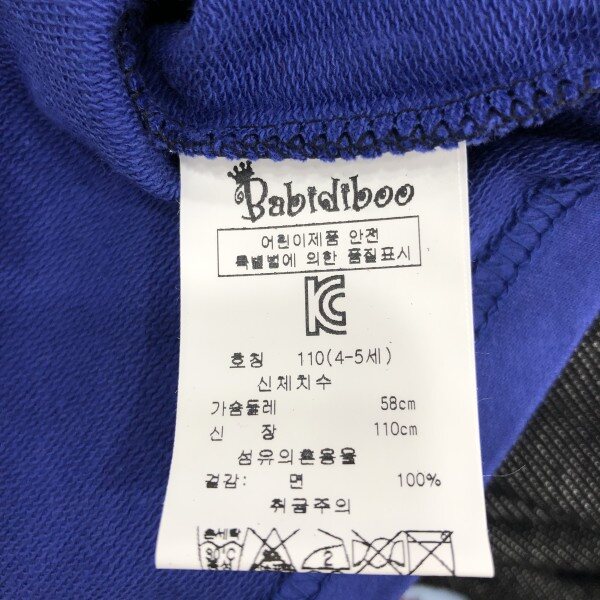 Babidiboo
어린이제품 안전
특별법에 의한 품질표시
KC
호칭 110(4-5세)
신체치수
가슴둘레 58cm
신 장 110cm
섬유의혼용율
겉감: 면 100%
취급주의
2